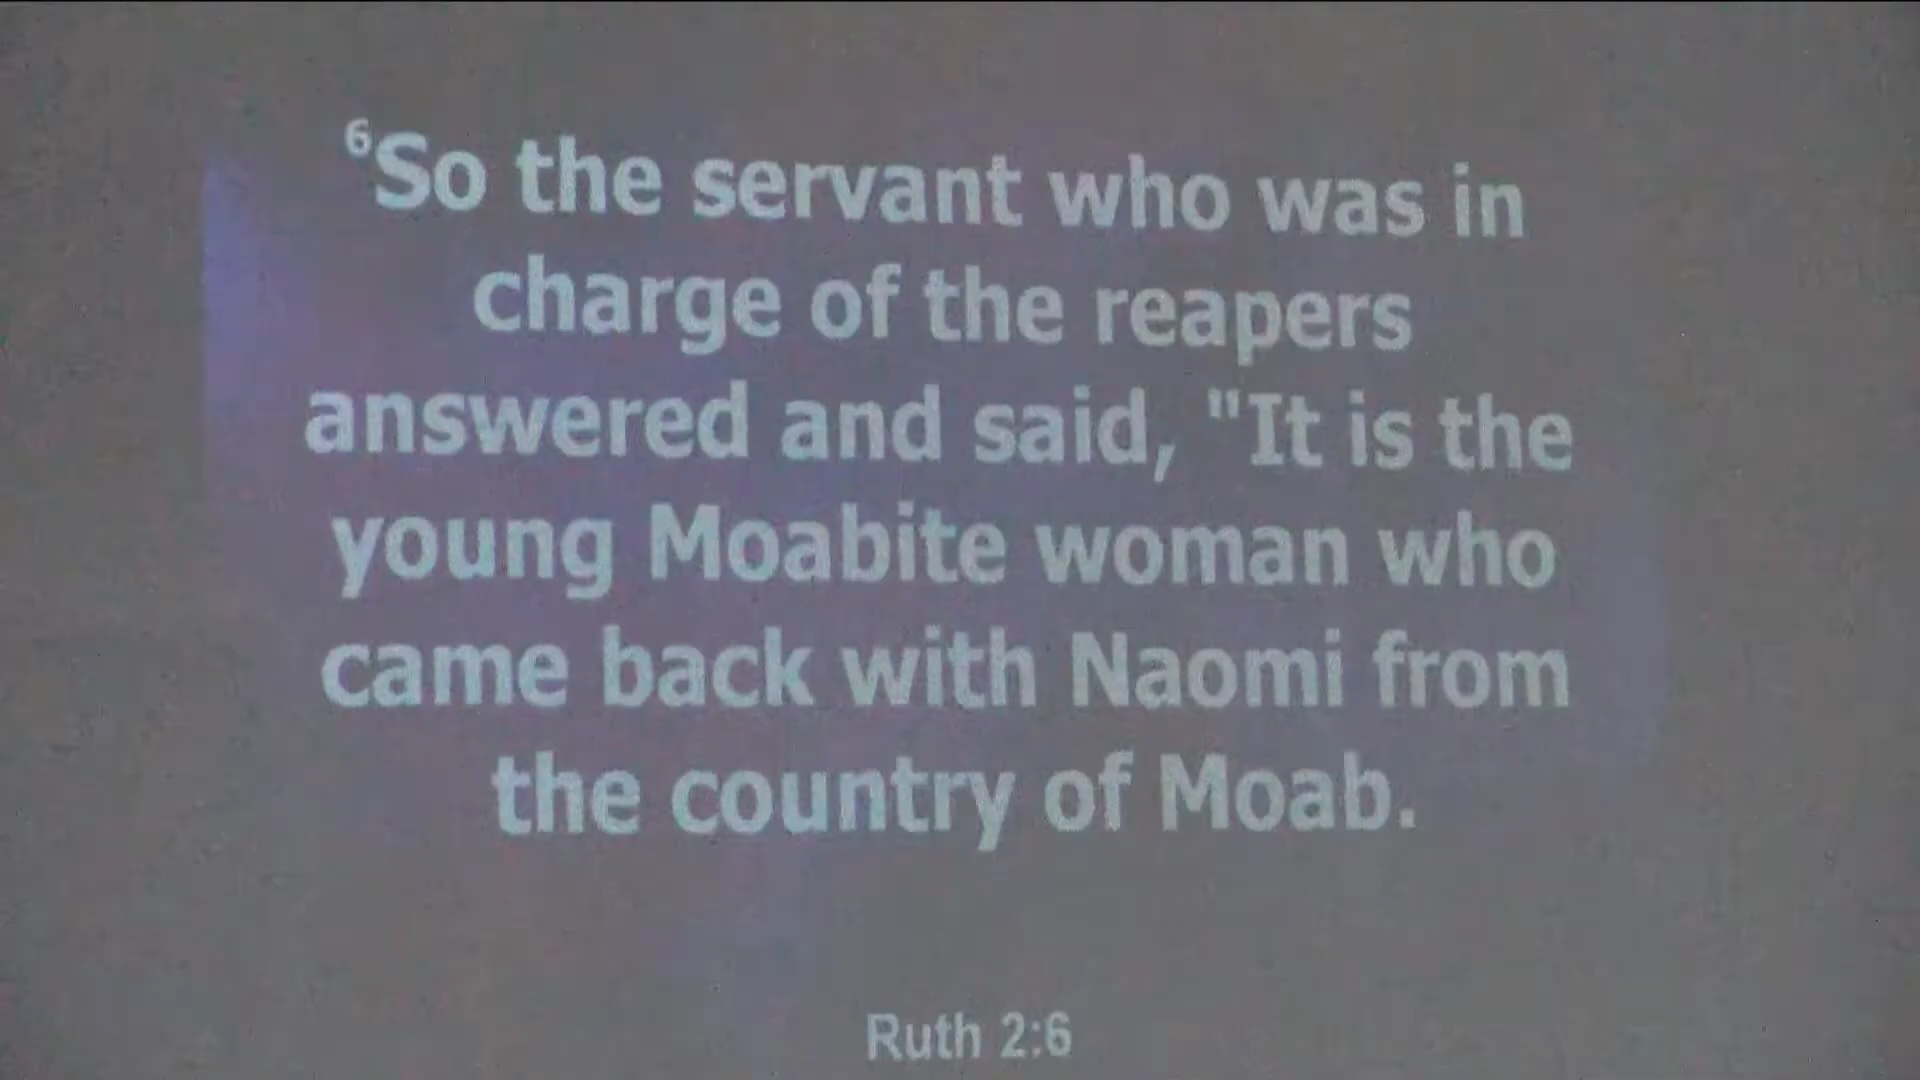 ⁶So the servant who was in
charge of the reapers
answered and said, "It is the
young Moabite woman who
came back with Naomi from
the country of Moab.
Ruth 2:6